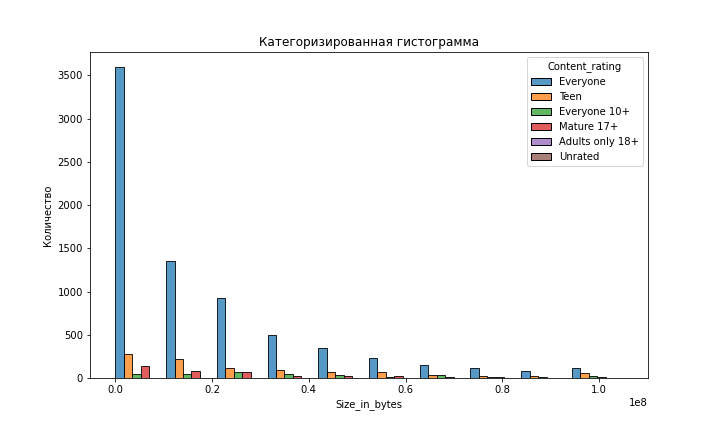 Категоризированная гистограмма
Количество
3500
3000
2500
2000
1500
1000
500
0
0.0
0.2
0.4
0.6
0.8
1.0
1e8
Size_in_bytes
Content_rating
Everyone
Teen
Everyone 10+
Mature 17+
Adults only 18+
Unrated